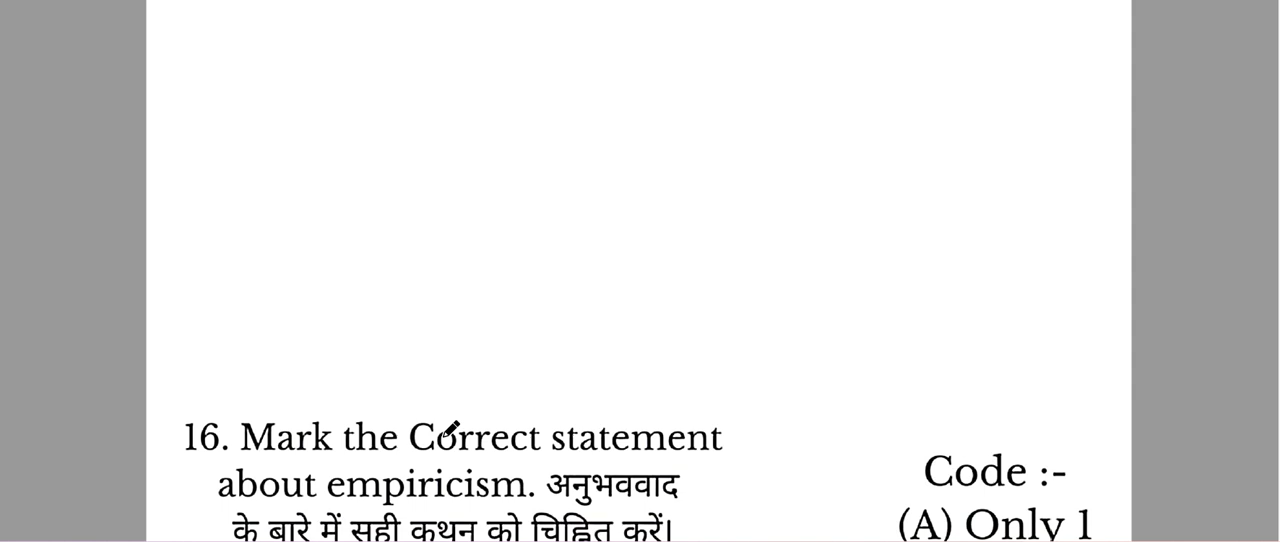 16. Mark the Correct statement
about empiricism. अनुभववाद
के बारे में सही कथन को चिह्नित करें।
Code :-
(A) Only 1